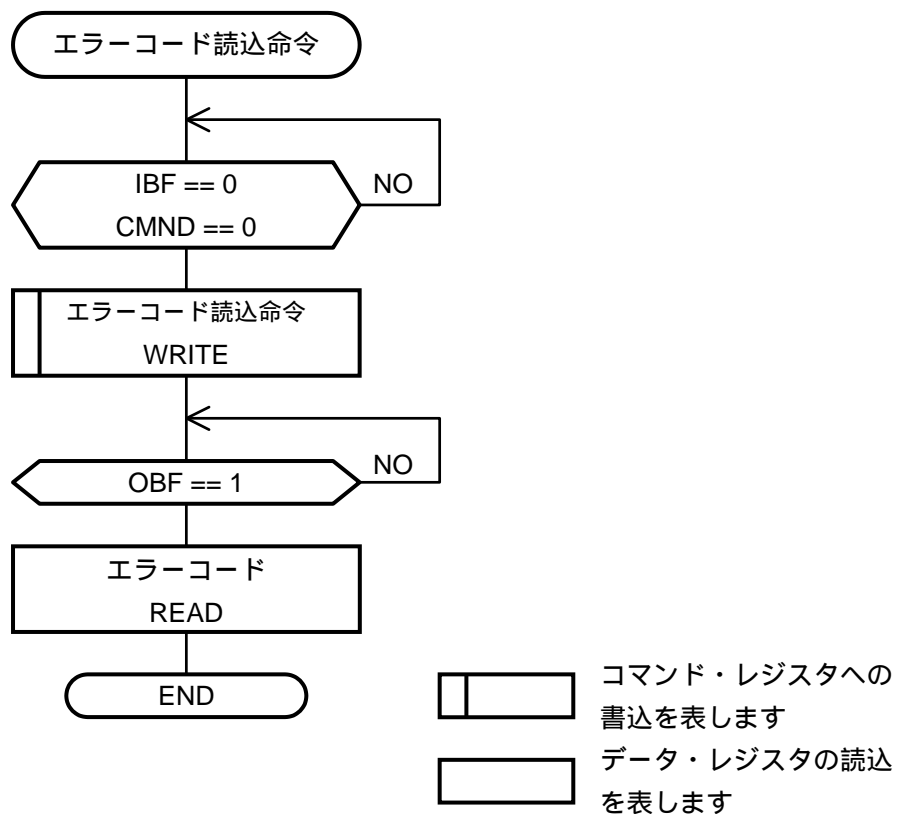 エラーコード読込命令
IBF == 0
CMND == 0
NO
エラーコード読込命令
WRITE
OBF == 1
NO
エラーコード
READ
END
コマンド・レジスタへの
書込を表します
データ・レジスタの読込
を表します